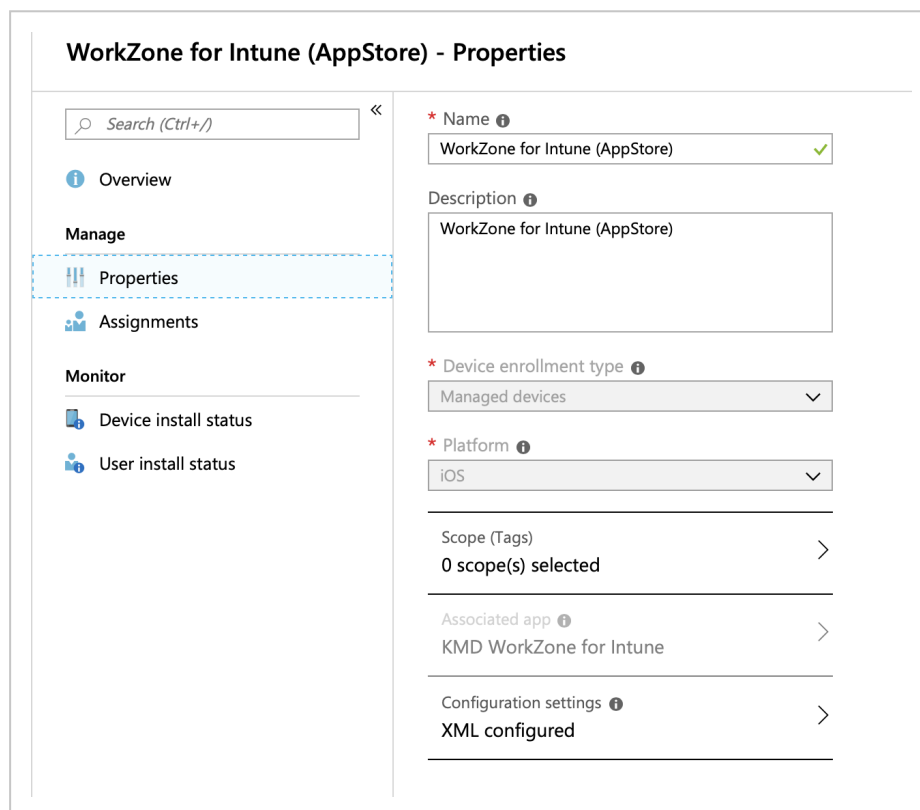 WorkZone for Intune (AppStore) - Properties
Search (Ctrl+/)
«
Overview
Manage
Properties
Assignments
Monitor
Device install status
User install status
* Name
WorkZone for Intune (AppStore)
Description
WorkZone for Intune (AppStore)
* Device enrollment type
Managed devices
* Platform
iOS
Scope (Tags)
0 scope(s) selected
Associated app
KMD WorkZone for Intune
Configuration settings
XML configured